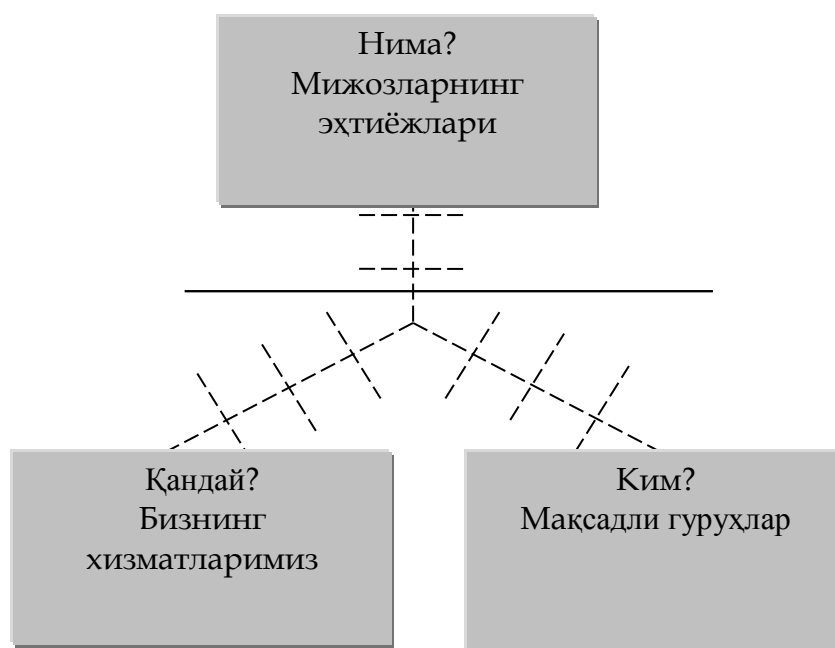 Нима?
Мижозларнинг
эҳтиёжлари
Қандай?
Бизнинг
хизматларимиз
Ким?
Мақсадли гуруҳлар